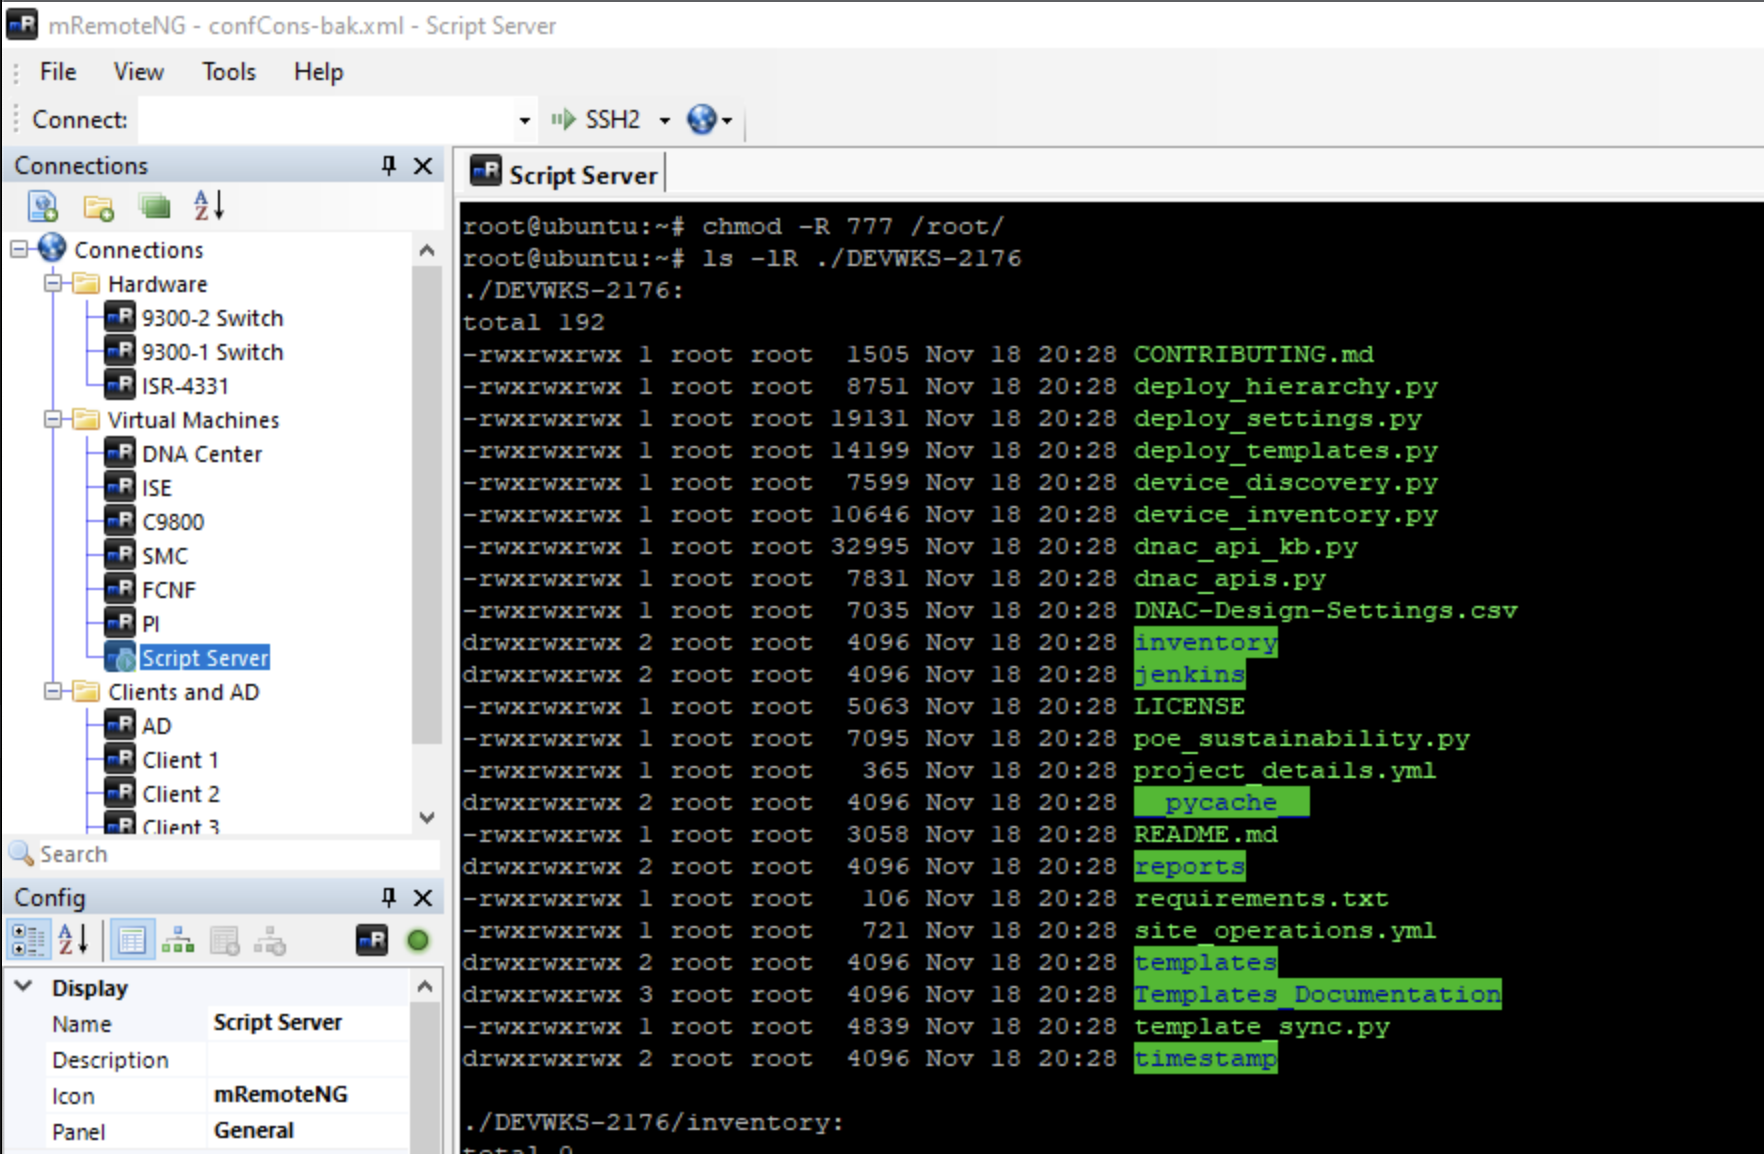 mRemoteNG - confCons-bak.xml - Script Server
File View Tools Help
Connect: SSH2
Connections
Connections
Hardware
9300-2 Switch
9300-1 Switch
ISR-4331
Virtual Machines
DNA Center
ISE
C9800
SMC
FCNF
PI
Script Server
Clients and AD
AD
Client 1
Client 2
Client 3
Search
Config
Display
Name Script Server
Description
Icon mRemoteNG
Panel General
Script Server
root@ubuntu:~# chmod -R 777 /root/
root@ubuntu:~# ls -lR ./DEVWKS-2176
./DEVWKS-2176:
total 192
-rwxrwxrwx 1 root root  1505 Nov 18 20:28 CONTRIBUTING.md
-rwxrwxrwx 1 root root  8751 Nov 18 20:28 deploy_hierarchy.py
-rwxrwxrwx 1 root root 19131 Nov 18 20:28 deploy_settings.py
-rwxrwxrwx 1 root root 14199 Nov 18 20:28 deploy_templates.py
-rwxrwxrwx 1 root root  7599 Nov 18 20:28 device_discovery.py
-rwxrwxrwx 1 root root 10646 Nov 18 20:28 device_inventory.py
-rwxrwxrwx 1 root root 32995 Nov 18 20:28 dnac_api_kb.py
-rwxrwxrwx 1 root root  7831 Nov 18 20:28 dnac_apis.py
-rwxrwxrwx 1 root root  7035 Nov 18 20:28 DNAC-Design-Settings.csv
drwxrwxrwx 2 root root  4096 Nov 18 20:28 inventory
drwxrwxrwx 2 root root  4096 Nov 18 20:28 jenkins
-rwxrwxrwx 1 root root  5063 Nov 18 20:28 LICENSE
-rwxrwxrwx 1 root root  7095 Nov 18 20:28 poe_sustainability.py
-rwxrwxrwx 1 root root   365 Nov 18 20:28 project_details.yml
drwxrwxrwx 2 root root  4096 Nov 18 20:28 __pycache__
-rwxrwxrwx 1 root root  3058 Nov 18 20:28 README.md
drwxrwxrwx 2 root root  4096 Nov 18 20:28 reports
-rwxrwxrwx 1 root root   106 Nov 18 20:28 requirements.txt
-rwxrwxrwx 1 root root   721 Nov 18 20:28 site_operations.yml
drwxrwxrwx 2 root root  4096 Nov 18 20:28 templates
drwxrwxrwx 3 root root  4096 Nov 18 20:28 Templates_Documentation
-rwxrwxrwx 1 root root  4839 Nov 18 20:28 template_sync.py
drwxrwxrwx 2 root root  4096 Nov 18 20:28 timestamp
./DEVWKS-2176/inventory:
total 0